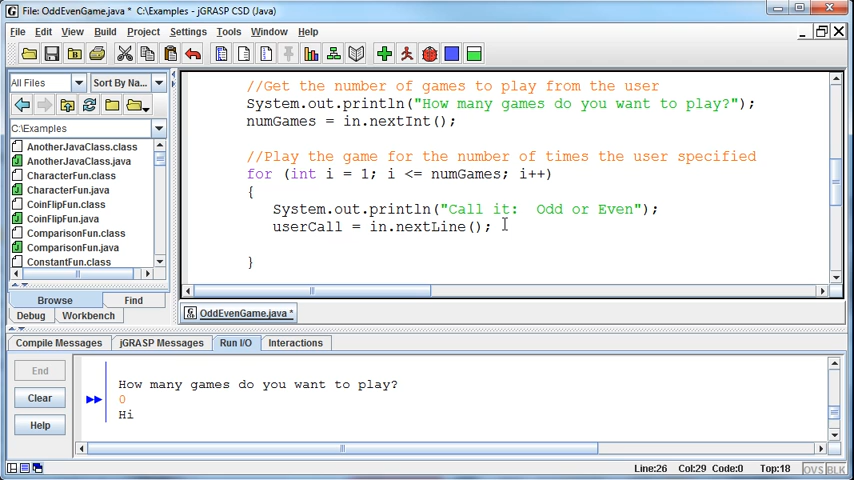 File: OddEvenGame.java *  C:\Examples - jGRASP CSD (Java)
File Edit View Build Project Settings Tools Window Help
All Files Sort By Na...
C:\Examples
AnotherJavaClass.class
AnotherJavaClass.java
CharacterFun.class
CharacterFun.java
CoinFlipFun.class
CoinFlipFun.java
ComparisonFun.class
ComparisonFun.java
ConstantFun.class
Browse Find
Debug Workbench
//Get the number of games to play from the user
System.out.println("How many games do you want to play?");
numGames = in.nextInt();
//Play the game for the number of times the user specified
for (int i = 1; i <= numGames; i++)
{
System.out.println("Call it:  Odd or Even");
userCall = in.nextLine();
}
OddEvenGame.java *
Compile Messages jGRASP Messages Run I/O Interactions
End
Clear
Help
How many games do you want to play?
0
Hi
Line:26 Col:29 Code:0 Top:18 OVS BLK